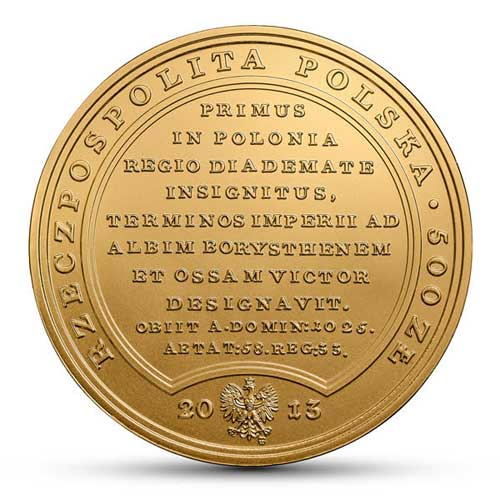 RZECZPOSPOLITA POLSKA · 500 ZŁ
PRIMUS
IN POLONIA
REGIO DIADEMATE
INSIGNITUS,
TERMINOS IMPERII AD
ALBIM BORYSTHENEM
ET OSSAM VICTOR
DESIGNAVIT.
OBIIT A.DOMIN:1025.
AETAT:58.REG:33.
20 13